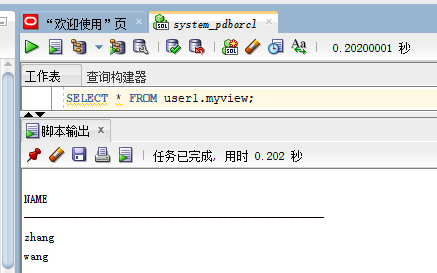 “欢迎使用”页
system_pdborcl
0.20200001 秒
工作表 查询构建器
SELECT * FROM user1.myview;
脚本输出 x
任务已完成, 用时 0.202 秒
NAME
zhang
wang